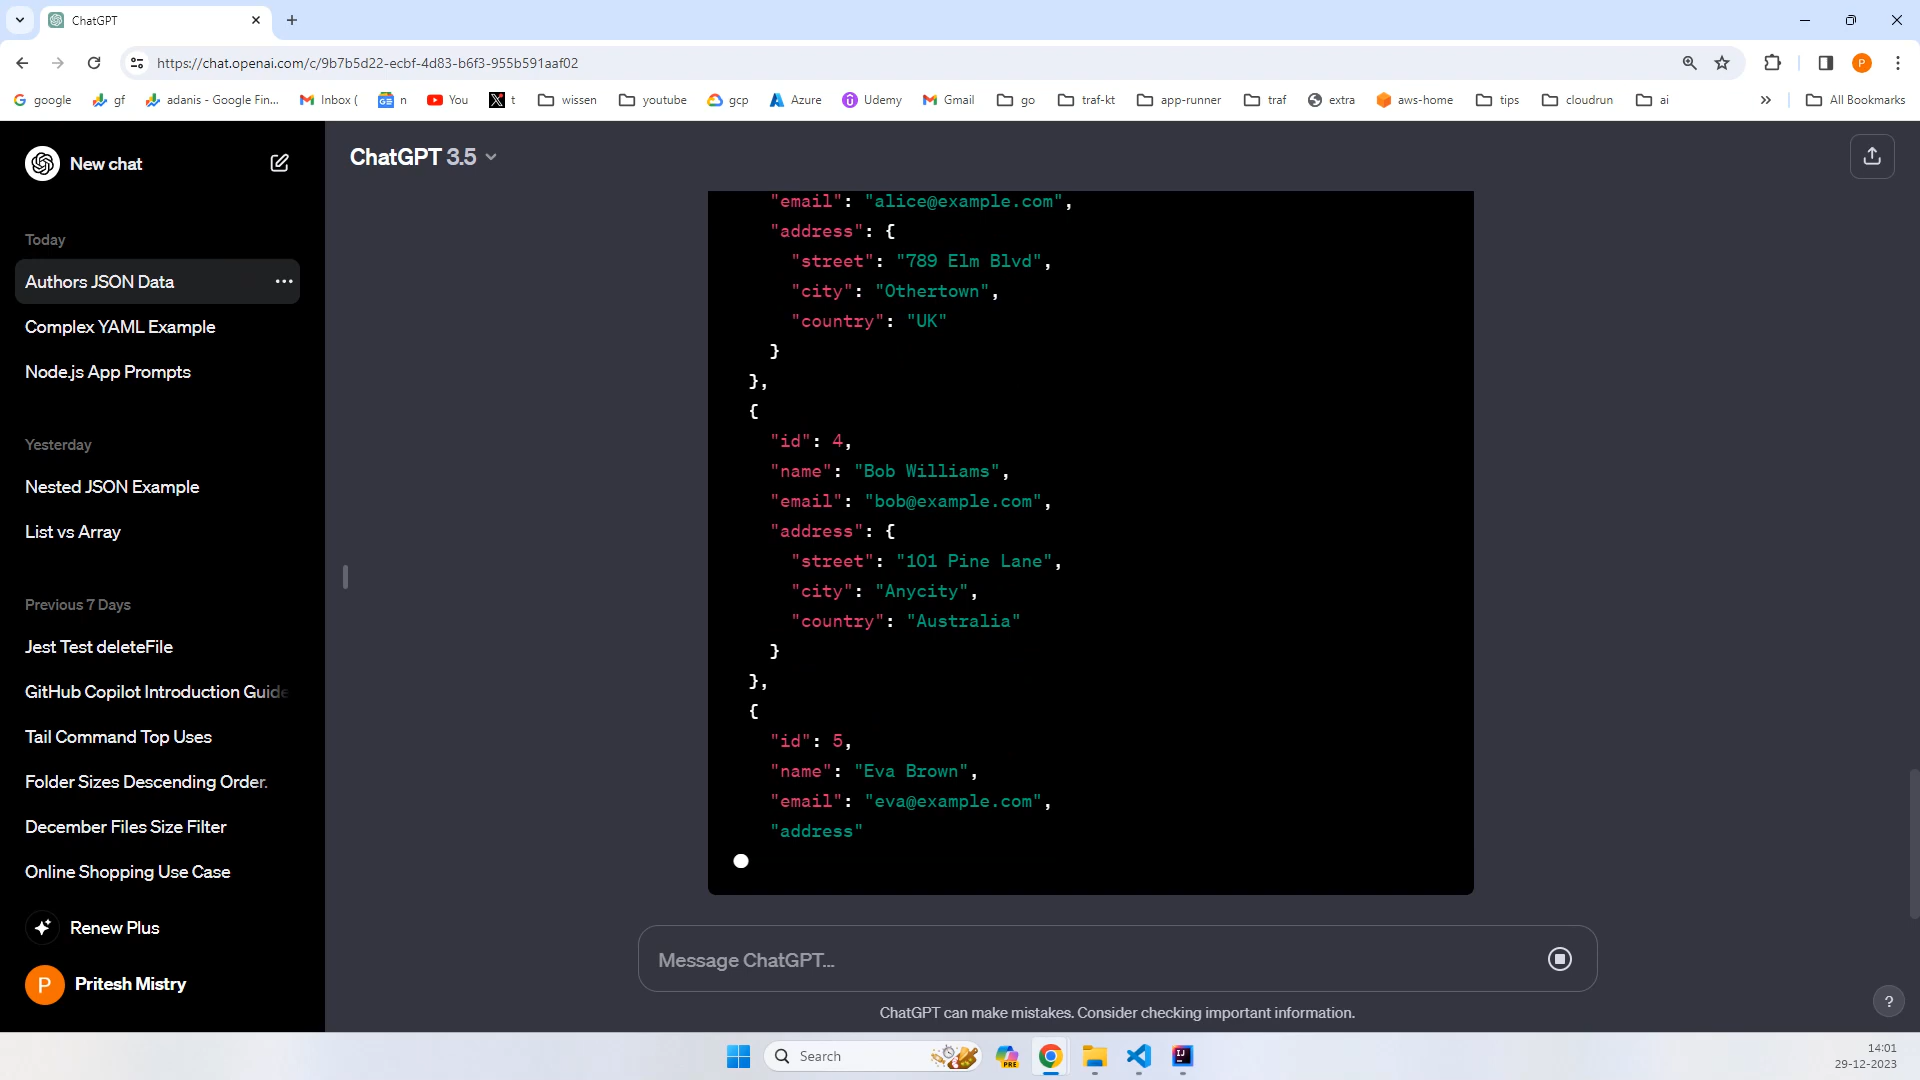 ChatGPT
https://chat.openai.com/c/9b7b5d22-ecbf-4d83-b6f3-955b591aaf02
google
gf
adanis - Google Fin...
Inbox (
n
You
t
wissen
youtube
gcp
Azure
Udemy
Gmail
go
traf-kt
app-runner
traf
extra
aws-home
tips
cloudrun
ai
All Bookmarks
New chat
Today
Authors JSON Data
Complex YAML Example
Node.js App Prompts
Yesterday
Nested JSON Example
List vs Array
Previous 7 Days
Jest Test deleteFile
GitHub Copilot Introduction Guide
Tail Command Top Uses
Folder Sizes Descending Order.
December Files Size Filter
Online Shopping Use Case
Renew Plus
P
Pritesh Mistry
ChatGPT 3.5
"email": "alice@example.com",
"address": {
"street": "789 Elm Blvd",
"city": "Othertown",
"country": "UK"
}
},
{
"id": 4,
"name": "Bob Williams",
"email": "bob@example.com",
"address": {
"street": "101 Pine Lane",
"city": "Anycity",
"country": "Australia"
}
},
{
"id": 5,
"name": "Eva Brown",
"email": "eva@example.com",
"address"
Message ChatGPT...
ChatGPT can make mistakes. Consider checking important information.
?
Search
PRE
14:01
29-12-2023